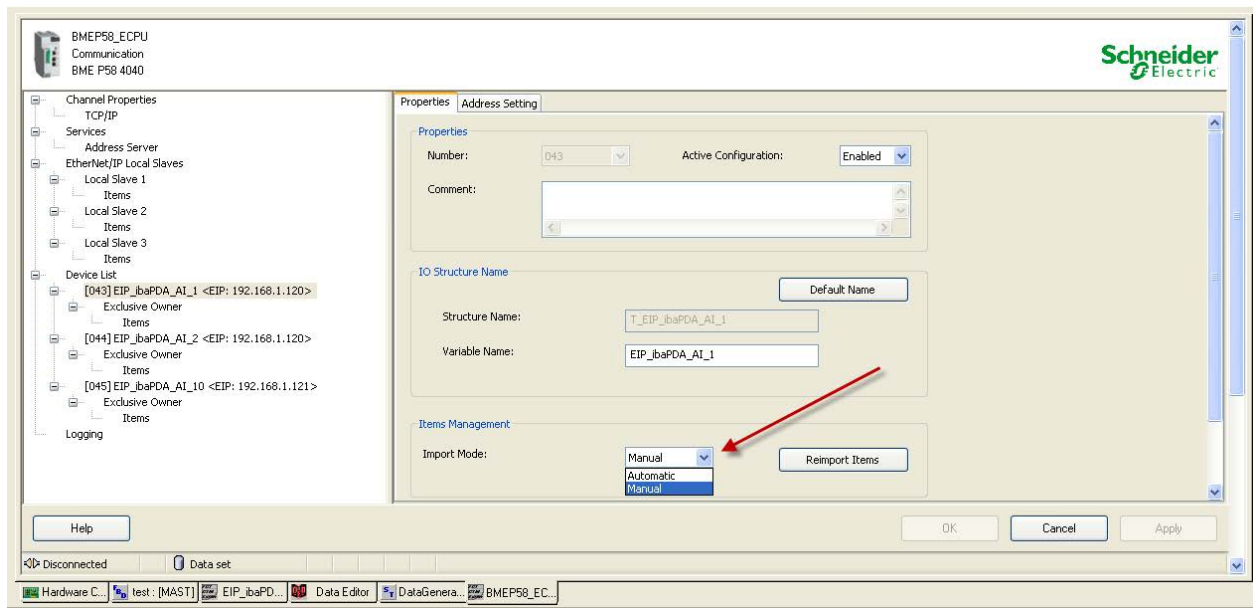 BMEP58_ECPU
Communication
BME P58 4040
Schneider
Electric
Channel Properties
TCP/IP
Services
Address Server
EtherNet/IP Local Slaves
Local Slave 1
Items
Local Slave 2
Items
Local Slave 3
Items
Device List
[043] EIP_ibaPDA_AI_1 <EIP: 192.168.1.120>
Exclusive Owner
Items
[044] EIP_ibaPDA_AI_2 <EIP: 192.168.1.120>
Exclusive Owner
Items
[045] EIP_ibaPDA_AI_10 <EIP: 192.168.1.121>
Exclusive Owner
Items
Logging
Properties Address Setting
Properties
Number: 043 Active Configuration: Enabled
Comment:
IO Structure Name
Default Name
Structure Name: T_EIP_ibaPDA_AI_1
Variable Name: EIP_ibaPDA_AI_1
Items Management
Import Mode: Manual Reimport Items
Automatic
Manual
Help OK Cancel Apply
Disconnected Data set
Hardware C... test : [MAST] EIP_ibaPD... Data Editor DataGenera... BMEP58_EC...